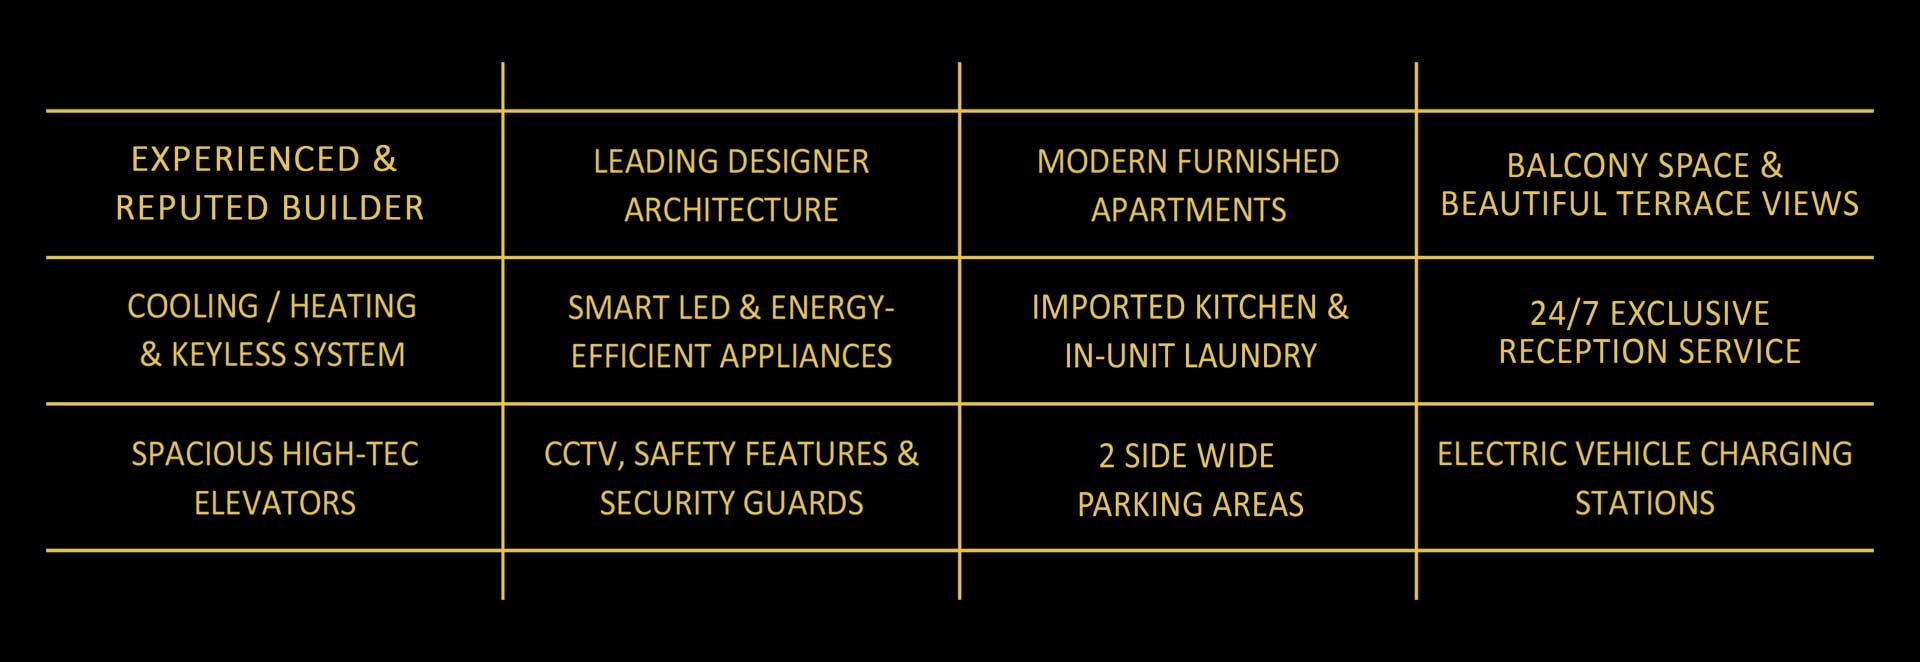 EXPERIENCED &
REPUTED BUILDER
LEADING DESIGNER
ARCHITECTURE
MODERN FURNISHED
APARTMENTS
BALCONY SPACE &
BEAUTIFUL TERRACE VIEWS
COOLING / HEATING
& KEYLESS SYSTEM
SMART LED & ENERGY-
EFFICIENT APPLIANCES
IMPORTED KITCHEN &
IN-UNIT LAUNDRY
24/7 EXCLUSIVE
RECEPTION SERVICE
SPACIOUS HIGH-TEC
ELEVATORS
CCTV, SAFETY FEATURES &
SECURITY GUARDS
2 SIDE WIDE
PARKING AREAS
ELECTRIC VEHICLE CHARGING
STATIONS